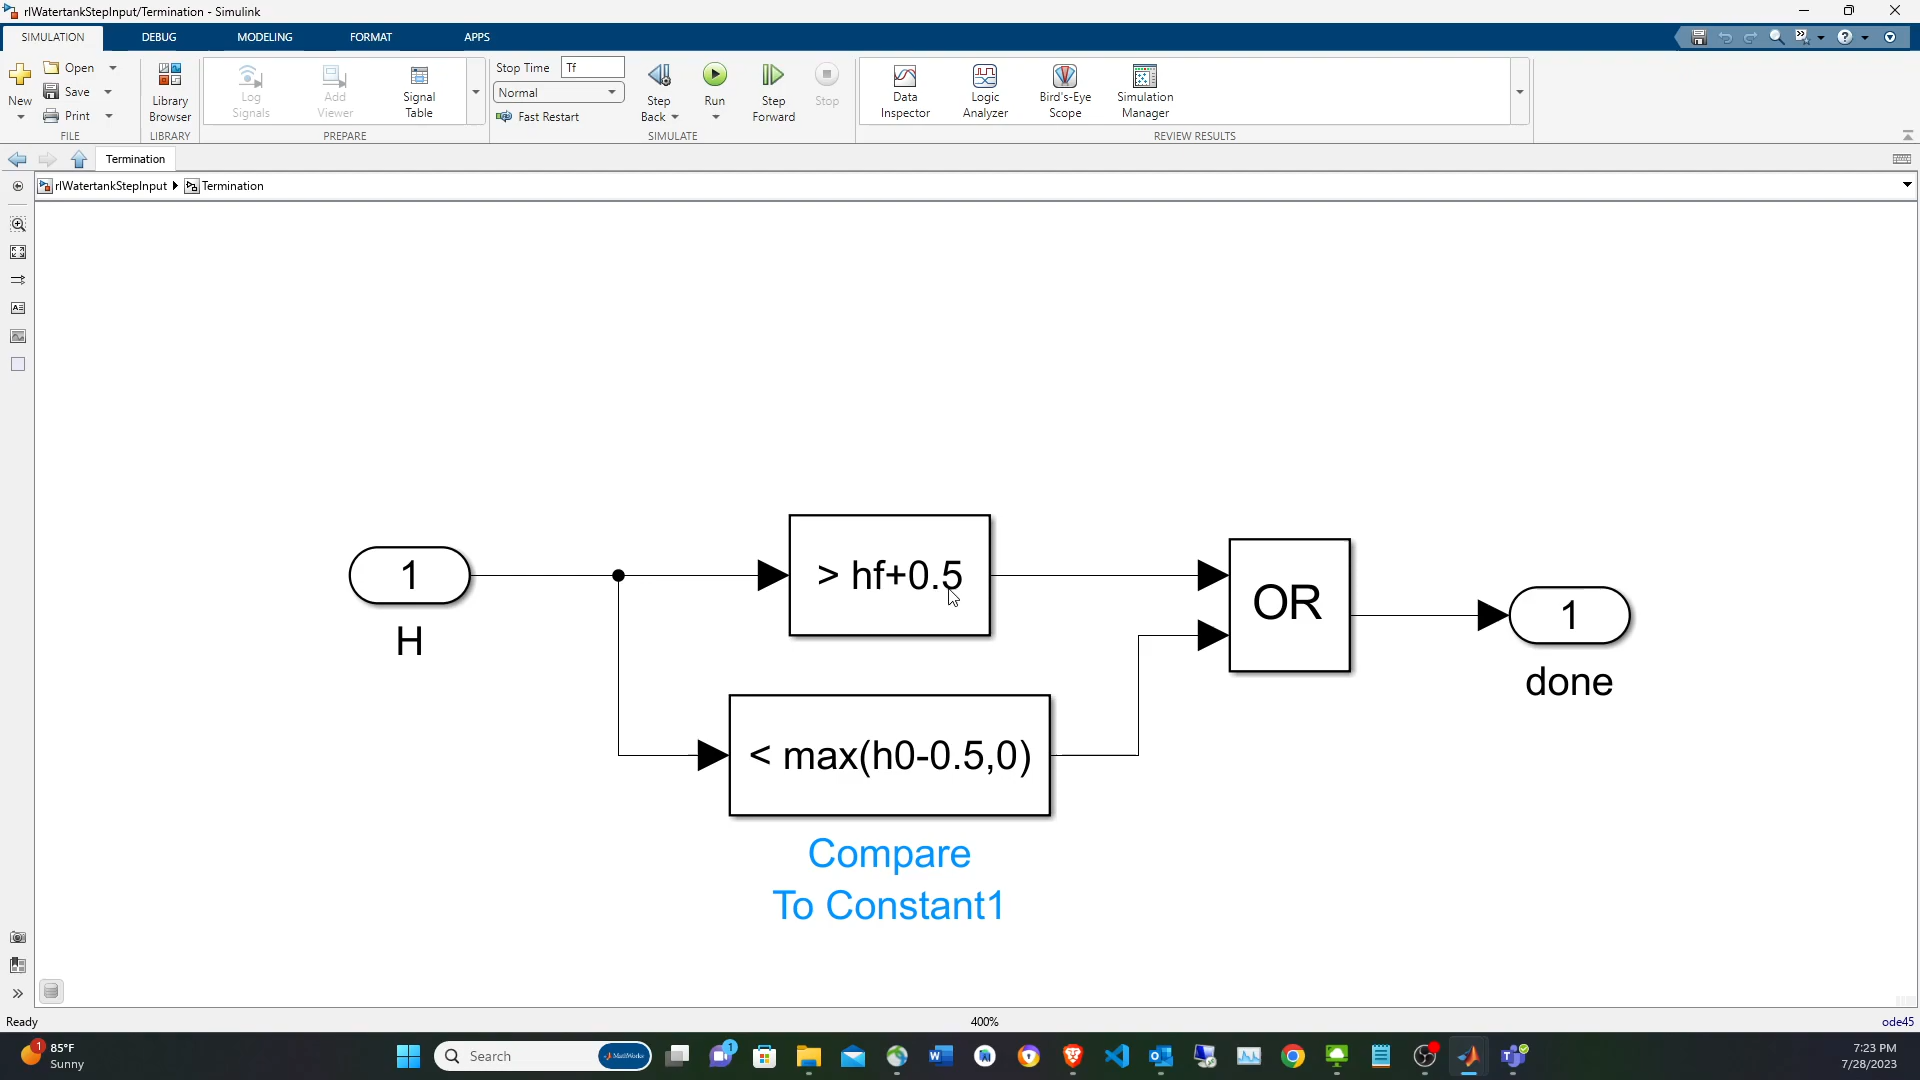 rlWatertankStepInput/Termination - Simulink
SIMULATION
DEBUG
MODELING
FORMAT
APPS
New
Open
Save
Print
FILE
Library
Browser
LIBRARY
Log
Signals
Add
Viewer
Signal
Table
PREPARE
Stop Time
Tf
Normal
Fast Restart
Step
Back
Run
Step
Forward
Stop
SIMULATE
Data
Inspector
Logic
Analyzer
Bird's-Eye
Scope
Simulation
Manager
REVIEW RESULTS
Termination
rlWatertankStepInput
Termination
1
H
> hf+0.5
< max(h0-0.5,0)
Compare
To Constant1
OR
1
done
Ready
400%
ode45
1
85°F
Sunny
Search
MathWorks
1
7:23 PM
7/28/2023